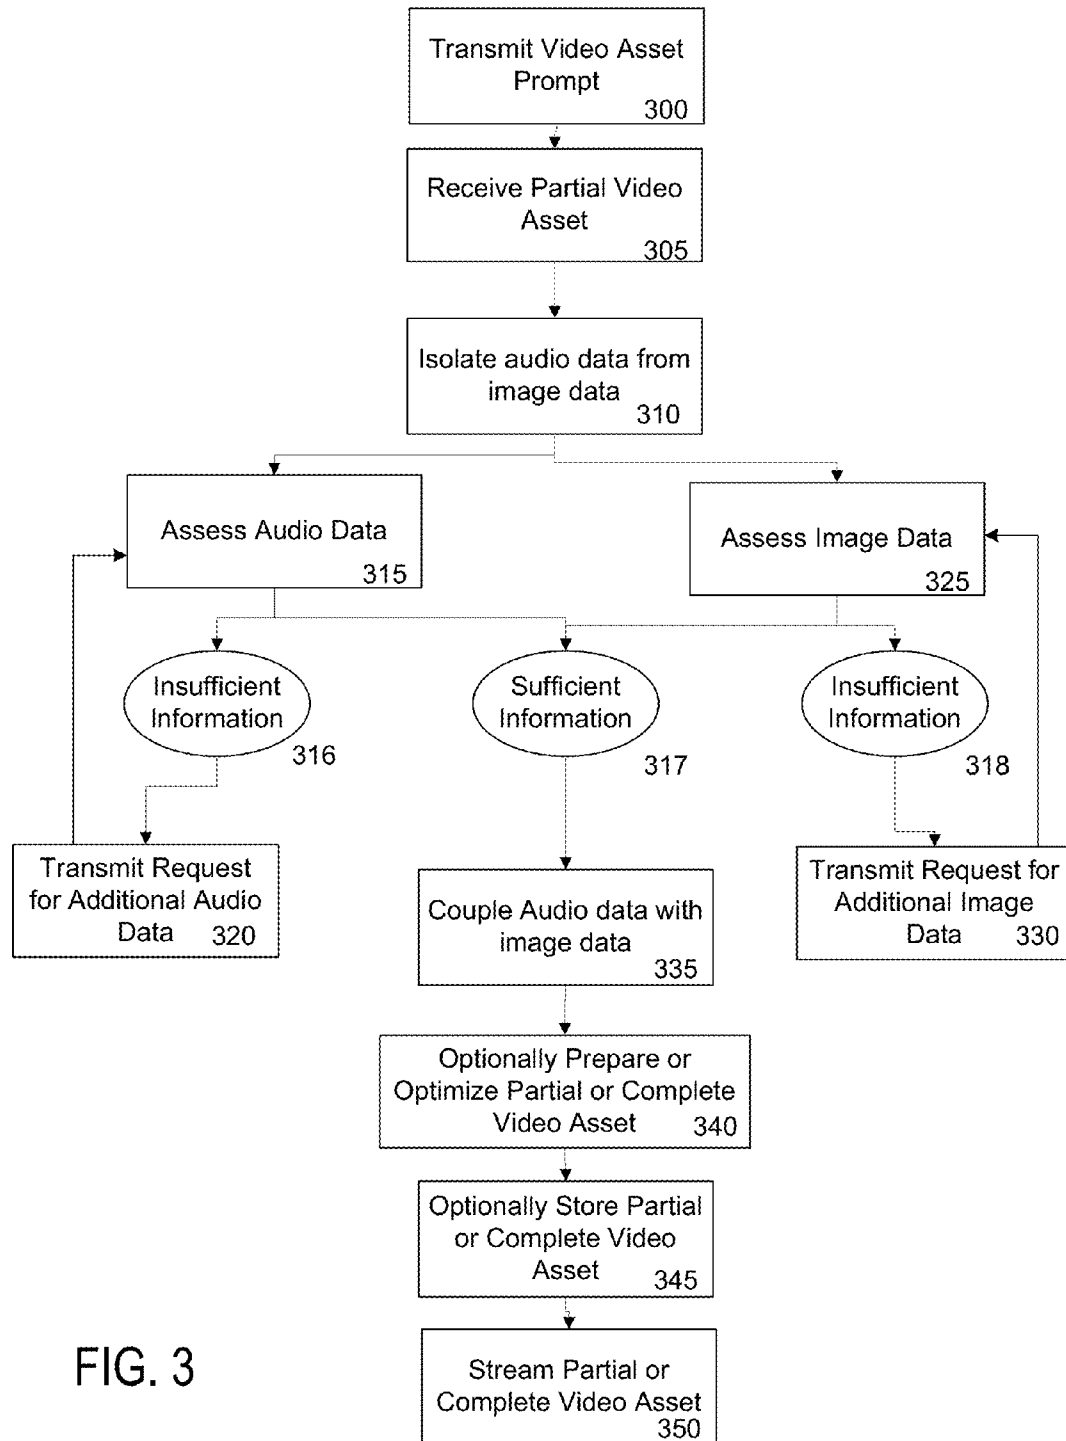 Transmit Video Asset
Prompt
300
Receive Partial Video
Asset
305
Isolate audio data from
image data
310
Assess Audio Data
315
Assess Image Data
325
Insufficient
Information
316
Sufficient
Information
317
Insufficient
Information
318
Transmit Request
for Additional Audio
Data 320
Couple Audio data with
image data
335
Transmit Request for
Additional Image
Data 330
Optionally Prepare or
Optimize Partial or Complete
Video Asset 340
Optionally Store Partial
or Complete Video
Asset 345
Stream Partial or
Complete Video Asset
350
FIG. 3